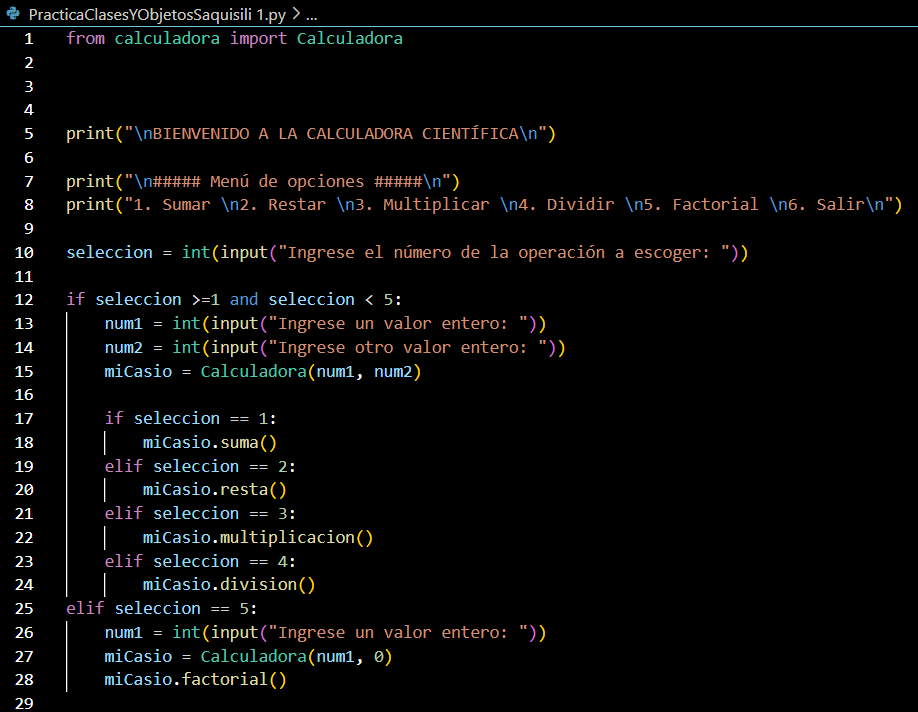 PracticaClasesYObjetosSaquisili 1.py > ...
1 from calculadora import Calculadora
2
3
4
5 print("\nBIENVENIDO A LA CALCULADORA CIENTÍFICA\n")
6
7 print("\n##### Menú de opciones #####\n")
8 print("1. Sumar \n2. Restar \n3. Multiplicar \n4. Dividir \n5. Factorial \n6. Salir\n")
9
10 seleccion = int(input("Ingrese el número de la operación a escoger: "))
11
12 if seleccion >=1 and seleccion < 5:
13     num1 = int(input("Ingrese un valor entero: "))
14     num2 = int(input("Ingrese otro valor entero: "))
15     miCasio = Calculadora(num1, num2)
16
17     if seleccion == 1:
18         miCasio.suma()
19     elif seleccion == 2:
20         miCasio.resta()
21     elif seleccion == 3:
22         miCasio.multiplicacion()
23     elif seleccion == 4:
24         miCasio.division()
25 elif seleccion == 5:
26     num1 = int(input("Ingrese un valor entero: "))
27     miCasio = Calculadora(num1, 0)
28     miCasio.factorial()
29